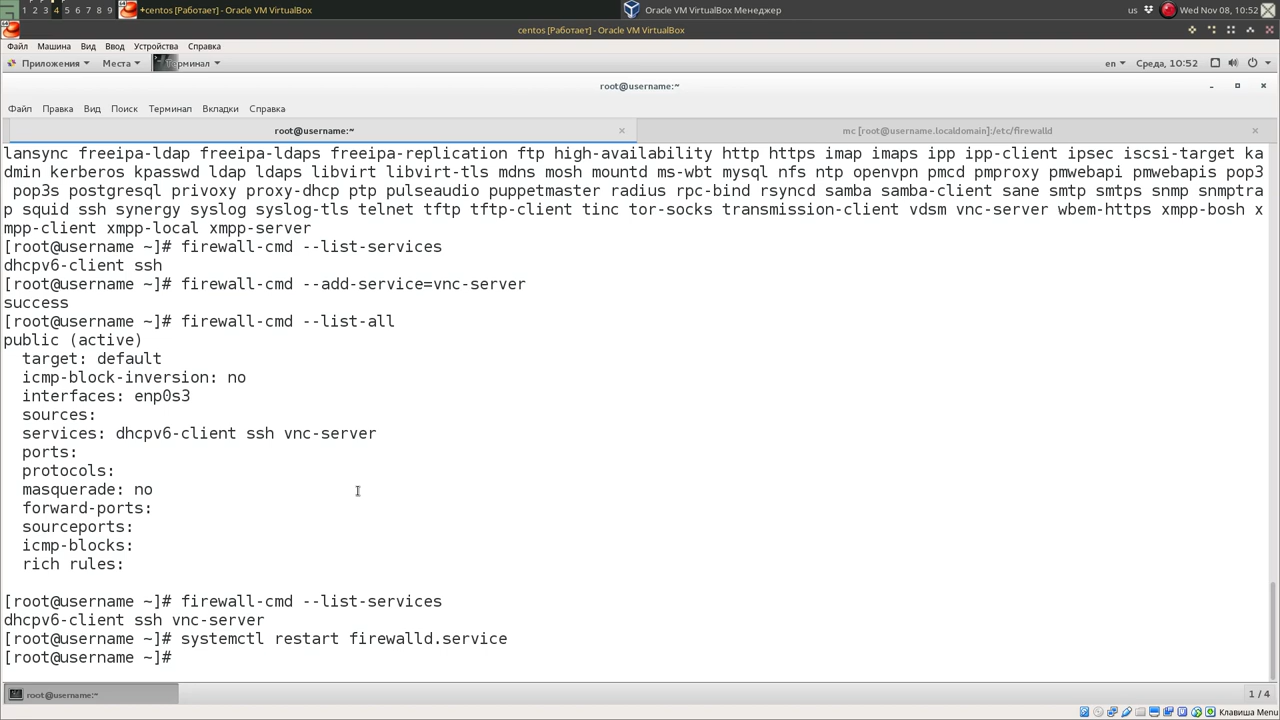 1 2 3 4 5 6 7 8 9 *centos [Работает] - Oracle VM VirtualBox Oracle VM VirtualBox Менеджер us Wed Nov 08, 10:52
centos [Работает] - Oracle VM VirtualBox
Файл Машина Вид Ввод Устройства Справка
Приложения Места Терминал en Среда, 10:52
root@username:~
Файл Правка Вид Поиск Терминал Вкладки Справка
root@username:~ mc [root@username.localdomain]:/etc/firewalld
lansync freeipa-ldap freeipa-ldaps freeipa-replication ftp high-availability http https imap imaps ipp ipp-client ipsec iscsi-target ka
dmin kerberos kpasswd ldap ldaps libvirt libvirt-tls mdns mosh mountd ms-wbt mysql nfs ntp openvpn pmcd pmproxy pmwebapi pmwebapis pop3
pop3s postgresql privoxy proxy-dhcp ptp pulseaudio puppetmaster radius rpc-bind rsyncd samba samba-client sane smtp smtps snmp snmptra
p squid ssh synergy syslog syslog-tls telnet tftp tftp-client tinc tor-socks transmission-client vdsm vnc-server wbem-https xmpp-bosh x
mpp-client xmpp-local xmpp-server
[root@username ~]# firewall-cmd --list-services
dhcpv6-client ssh
[root@username ~]# firewall-cmd --add-service=vnc-server
success
[root@username ~]# firewall-cmd --list-all
public (active)
target: default
icmp-block-inversion: no
interfaces: enp0s3
sources:
services: dhcpv6-client ssh vnc-server
ports:
protocols:
masquerade: no
forward-ports:
sourceports:
icmp-blocks:
rich rules:
[root@username ~]# firewall-cmd --list-services
dhcpv6-client ssh vnc-server
[root@username ~]# systemctl restart firewalld.service
[root@username ~]#
root@username:~ 1 / 4
Клавиша Menu